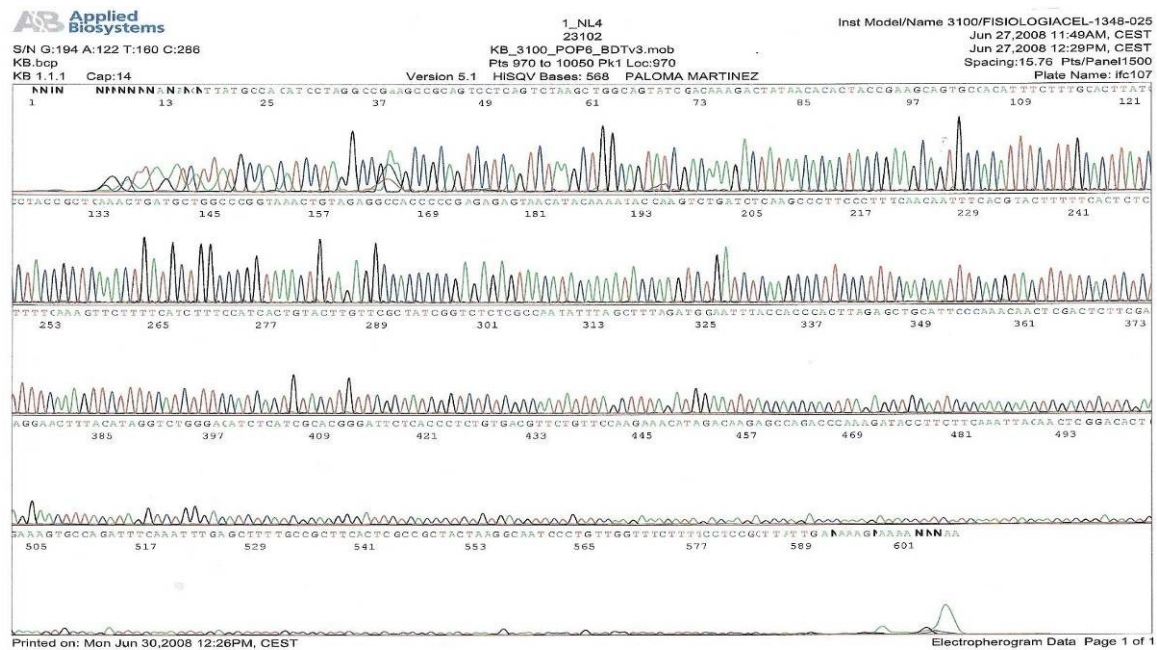 AB Applied
Biosystems
S/N G:194 A:122 T:160 C:286
KB.bcp
KB 1.1.1 Cap:14
1_NL4
23102
KB_3100_POP6_BDTv3.mob
Pts 970 to 10050 Pk1 Loc:970
Version 5.1 HiSQV Bases: 568 PALOMA MARTINEZ
Inst Model/Name 3100/FISIOLOGIACEL-1348-025
Jun 27,2008 11:49AM, CEST
Jun 27,2008 12:29PM, CEST
Spacing:15.76 Pts/Panel1500
Plate Name: ifc107
1 13 25 37 49 61 73 85 97 109 121
CCTACCGCTCAAACTGATGCTGGCCCGGTAAACTGTAGAGGCCACCCCCGAGAGAGTAACATACAAAATACCAAGTCTGATCTCAAGCCCTTCCCTTTCAACAATTTCACGTACTTTTTCACTCTC
133 145 157 169 181 193 205 217 229 241
TTTTCAAAGTTCTTTTCATCTTTCCATCACTGTACTTGTTCGCTATCGGTCTCTCGCCAATATTTAGCTTTAGATGGAATTTACCACCCACTTAGAGCTGCATTCCCAAACAACTCGACTCTTCGA
253 265 277 289 301 313 325 337 349 361 373
AGGAACTTTACATAGGTCTGGGACATCTCATCGCACGGGATTCTCACCCTCTGTGACGTTCTGTTCCAAGAAACATAGACAAGAGCCAGACCCAAAGATACCTTCTTCAAATTACAACTCGGACACT
385 397 409 421 433 445 457 469 481 493
GAAAGTGCCAGATTTCAAATTTGAGCTTTTGCCGCTTCACTCGCCGCTACTAAGGCAATCCCTGTTGGTTTCTTTTCCTCCGCTTATTGANAAAGNAAAANNNAA
505 517 529 541 553 565 577 589 601
Printed on: Mon Jun 30,2008 12:26PM, CEST
Electropherogram Data Page 1 of 1